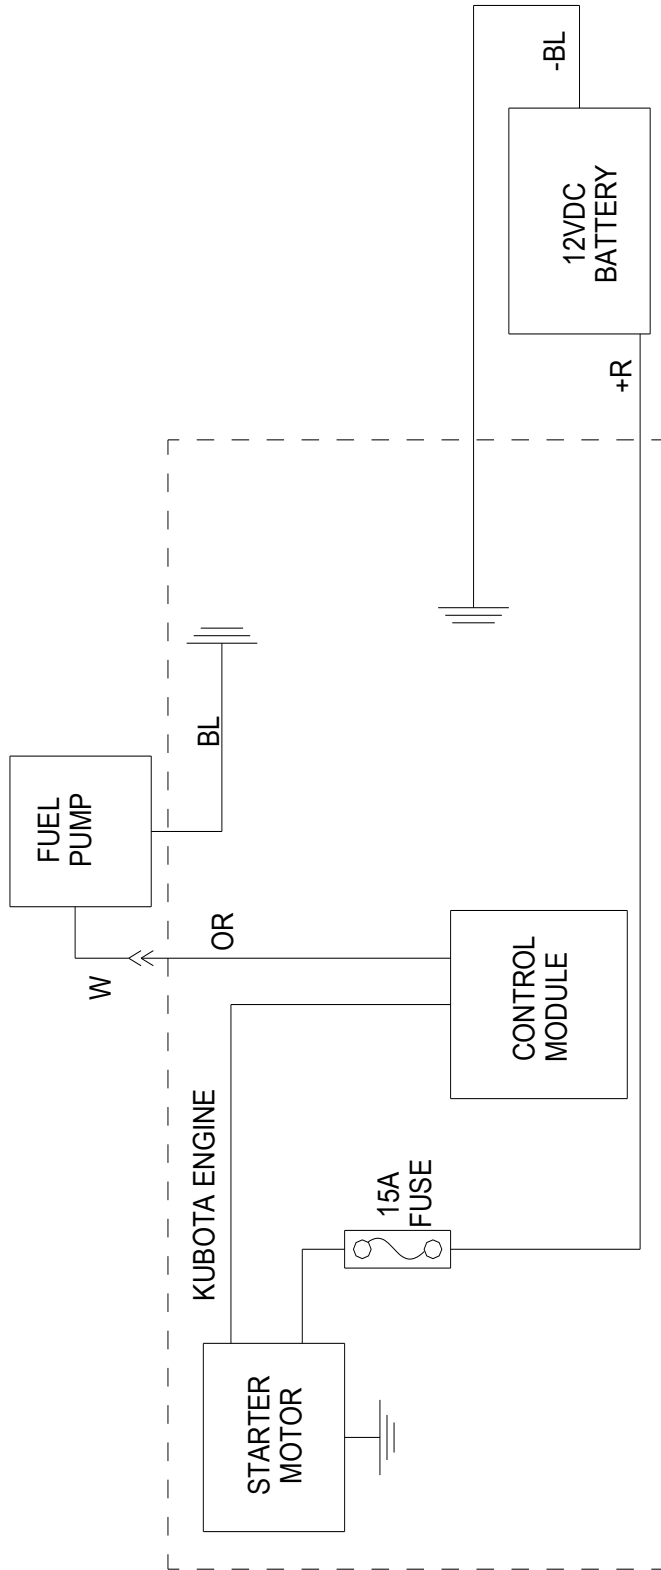 FUEL
PUMP
W
OR
BL
-BL
12VDC
BATTERY
+R
CONTROL
MODULE
KUBOTA ENGINE
15A
FUSE
STARTER
MOTOR